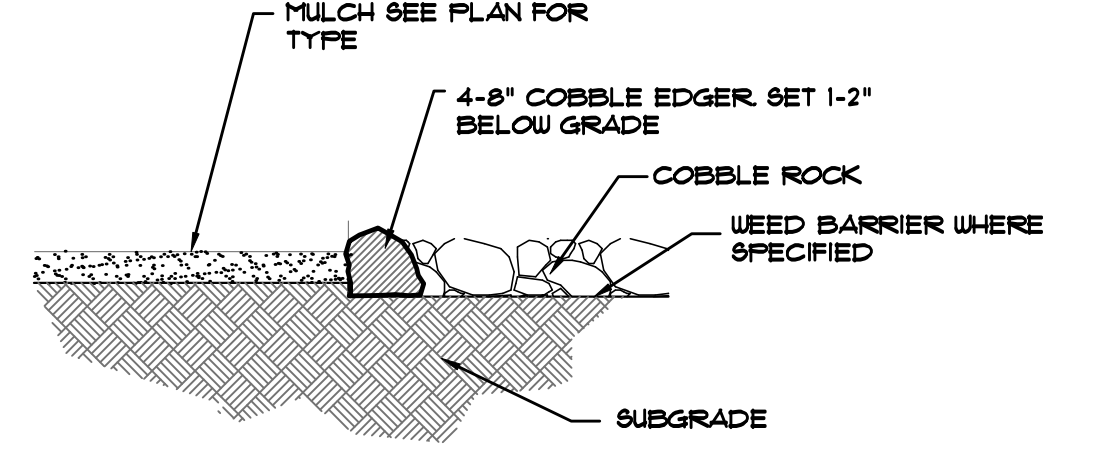 MULCH SEE PLAN FOR
TYPE
4-8" COBBLE EDGER. SET 1-2"
BELOW GRADE
COBBLE ROCK
WEED BARRIER WHERE
SPECIFIED
SUBGRADE